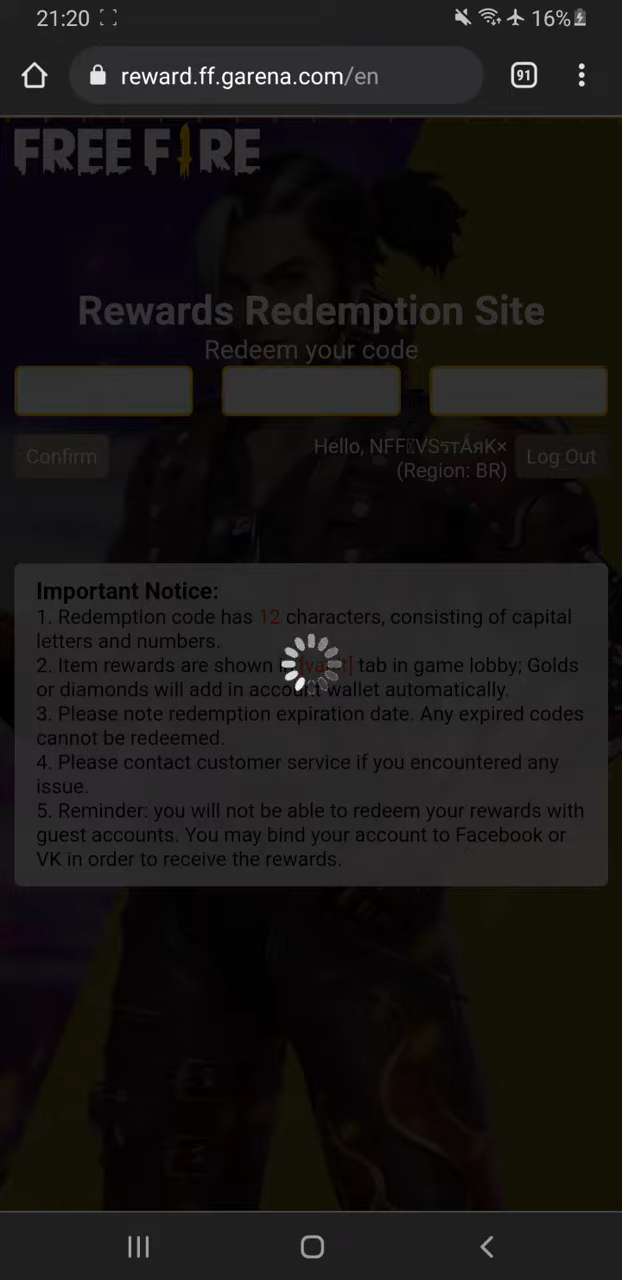 21:20
16%
reward.ff.garena.com/en
91
FREE FIRE
Rewards Redemption Site
Redeem your code
Confirm
Hello,
(Region: BR)
Log Out
Important Notice:
1. Redemption code has 12 characters, consisting of capital
letters and numbers.
2. Item rewards are shown in [vault] tab in game lobby; Golds
or diamonds will add in account wallet automatically.
3. Please note redemption expiration date. Any expired codes
cannot be redeemed.
4. Please contact customer service if you encountered any
issue.
5. Reminder: you will not be able to redeem your rewards with
guest accounts. You may bind your account to Facebook or
VK in order to receive the rewards.